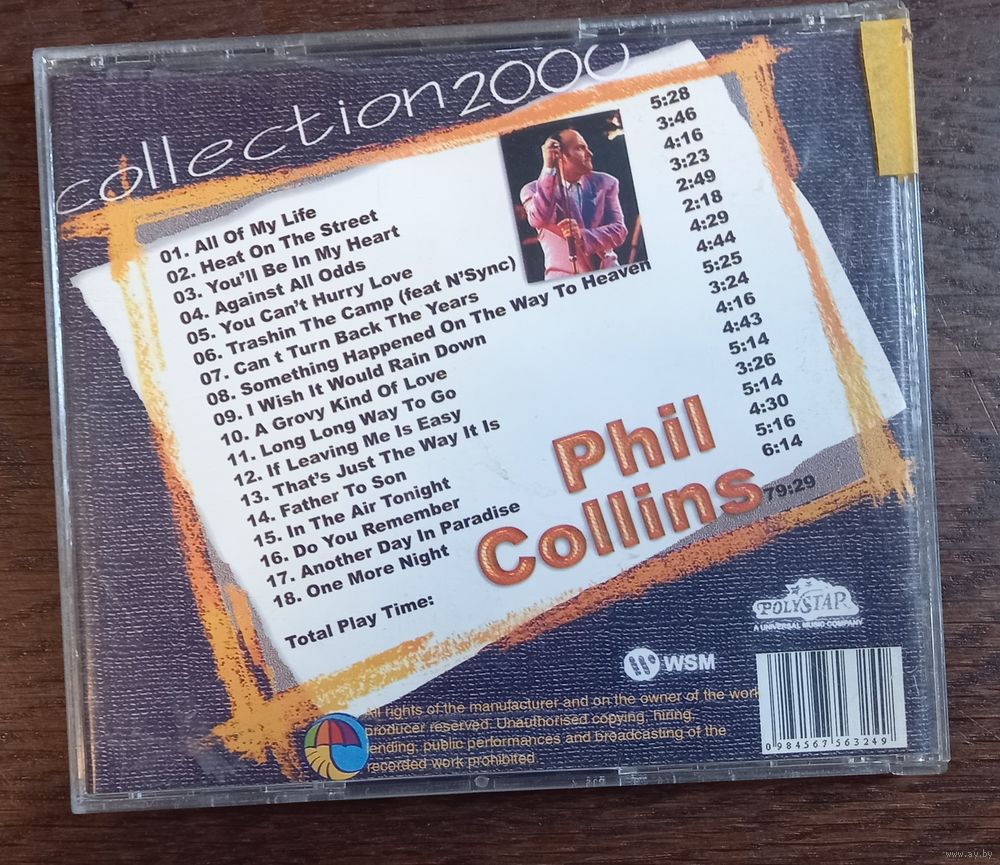 collection2000
01. All Of My Life 5:28
02. Heat On The Street 3:46
03. You'll Be In My Heart 4:16
04. Against All Odds 3:23
05. You Can't Hurry Love 2:49
06. Trashin The Camp (feat N'Sync) 2:18
07. Can t Turn Back The Years 4:29
08. Something Happened On The Way To Heaven 4:44
09. I Wish It Would Rain Down 5:25
10. A Grovy Kind Of Love 3:24
11. Long Long Way To Go 4:16
12. If Leaving Me Is Easy 4:43
13. That's Just The Way It Is 5:14
14. Father To Son 3:26
15. In The Air Tonight 5:14
16. Do You Remember 4:30
17. Another Day In Paradise 5:16
18. One More Night 6:14
Total Play Time: 79:29
Phil
Collins
POLYSTAR
A UNIVERSAL MUSIC COMPANY
WSM
All rights of the manufacturer and on the owner of the work
producer reserved. Unauthorised copying, hiring,
lending, public performances and broadcasting of the
recorded work prohibited
0 984567 563249
www.ay.by